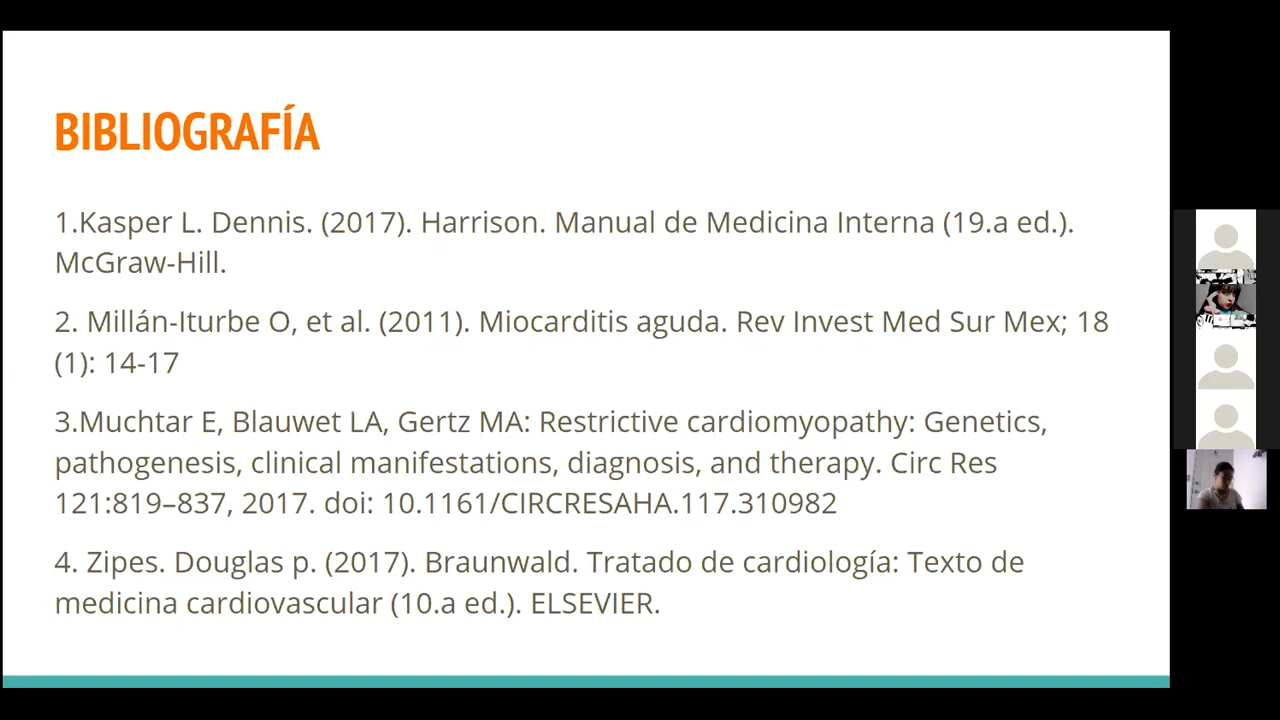 BIBLIOGRAFÍA
1.Kasper L. Dennis. (2017). Harrison. Manual de Medicina Interna (19.a ed.).
McGraw-Hill.
2. Millán-Iturbe O, et al. (2011). Miocarditis aguda. Rev Invest Med Sur Mex; 18
(1): 14-17
3.Muchtar E, Blauwet LA, Gertz MA: Restrictive cardiomyopathy: Genetics,
pathogenesis, clinical manifestations, diagnosis, and therapy. Circ Res
121:819–837, 2017. doi: 10.1161/CIRCRESAHA.117.310982
4. Zipes. Douglas p. (2017). Braunwald. Tratado de cardiología: Texto de
medicina cardiovascular (10.a ed.). ELSEVIER.